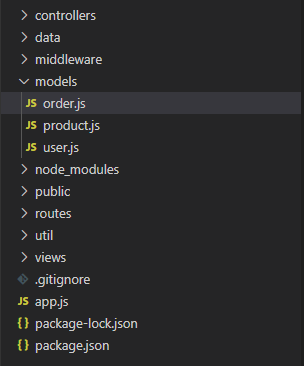 controllers
data
middleware
models
JS order.js
JS product.js
JS user.js
node_modules
public
routes
util
views
.gitignore
JS app.js
{} package-lock.json
{} package.json